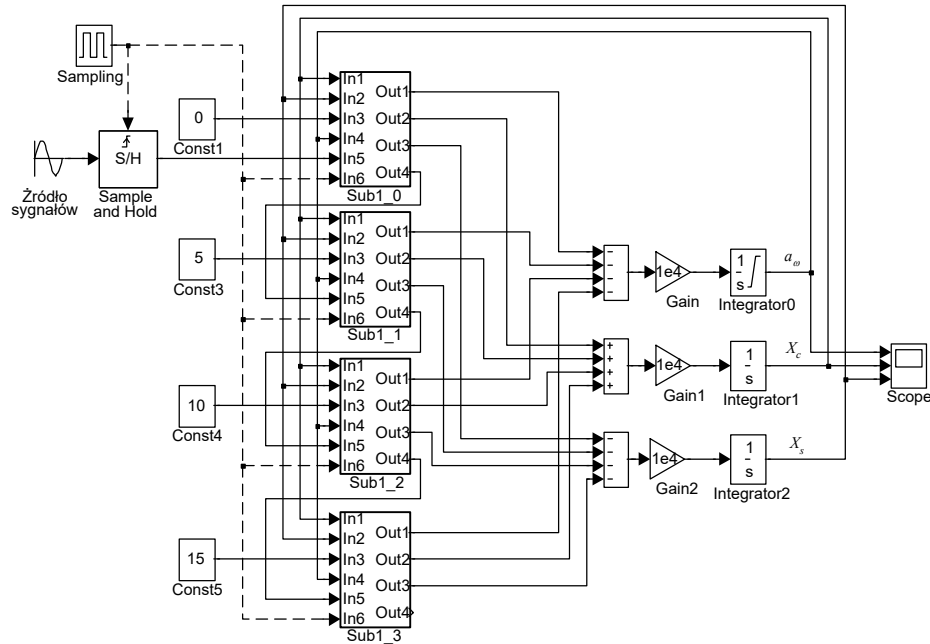 Sampling
0
Const1
S/H
Źródło
sygnałów
Sample
and Hold
In1
In2
In3
In4
In5
In6
Out1
Out2
Out3
Out4
Sub1_0
5
Const3
In1
In2
In3
In4
In5
In6
Out1
Out2
Out3
Out4
Sub1_1
10
Const4
In1
In2
In3
In4
In5
In6
Out1
Out2
Out3
Out4
Sub1_2
15
Const5
In1
In2
In3
In4
In5
In6
Out1
Out2
Out3
Out4
Sub1_3
−
−
−
−
1e4
Gain
1
s
Integrator0
aω
+
+
+
+
1e4
Gain1
1
s
Integrator1
Xc
−
−
−
−
1e4
Gain2
1
s
Integrator2
Xs
Scope